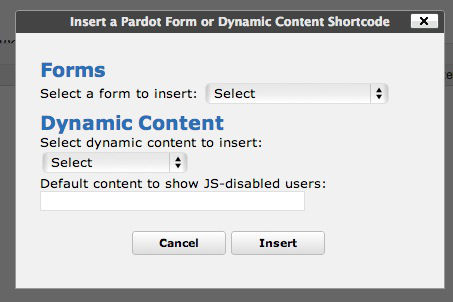 Insert a Pardot Form or Dynamic Content Shortcode
Forms
Select a form to insert: Select
Dynamic Content
Select dynamic content to insert:
Select
Default content to show JS-disabled users:
Cancel Insert